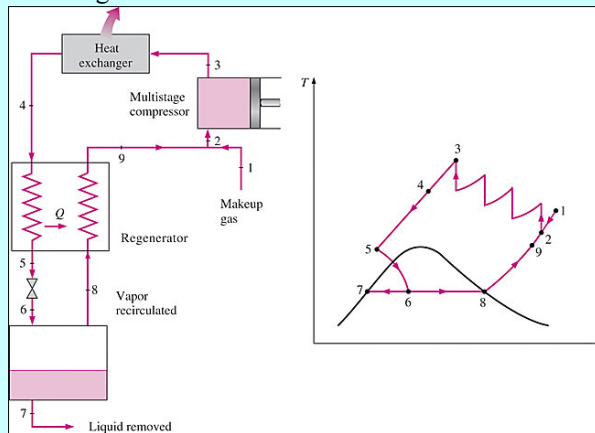 Heat
exchanger
3
Multistage
compressor
4
2
9
1
Makeup
gas
Q
Regenerator
5
8
Vapor
recirculated
6
7
Liquid removed
T
3
4
1
2
5
9
7
6
8